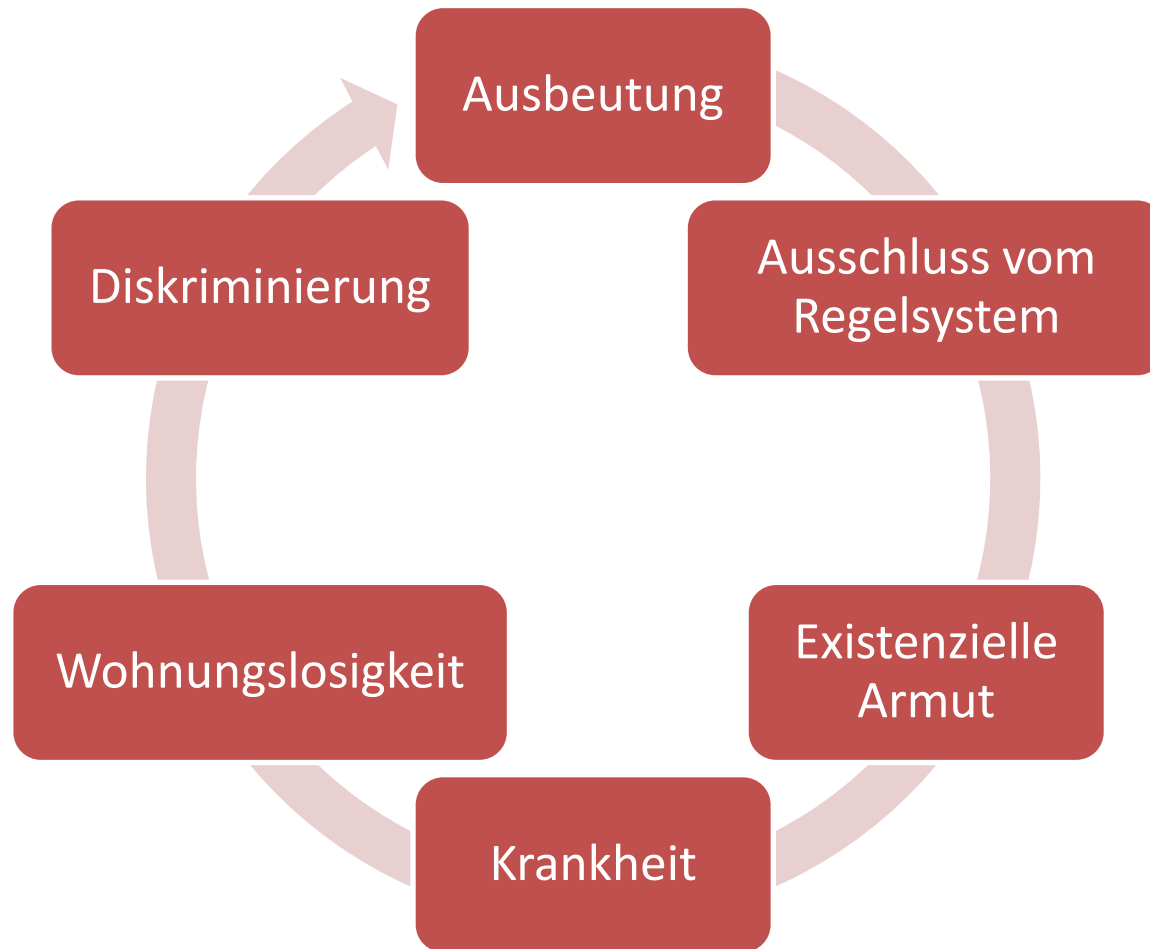 Ausbeutung
Ausschluss vom
Regelsystem
Existenzielle
Armut
Krankheit
Wohnungslosigkeit
Diskriminierung